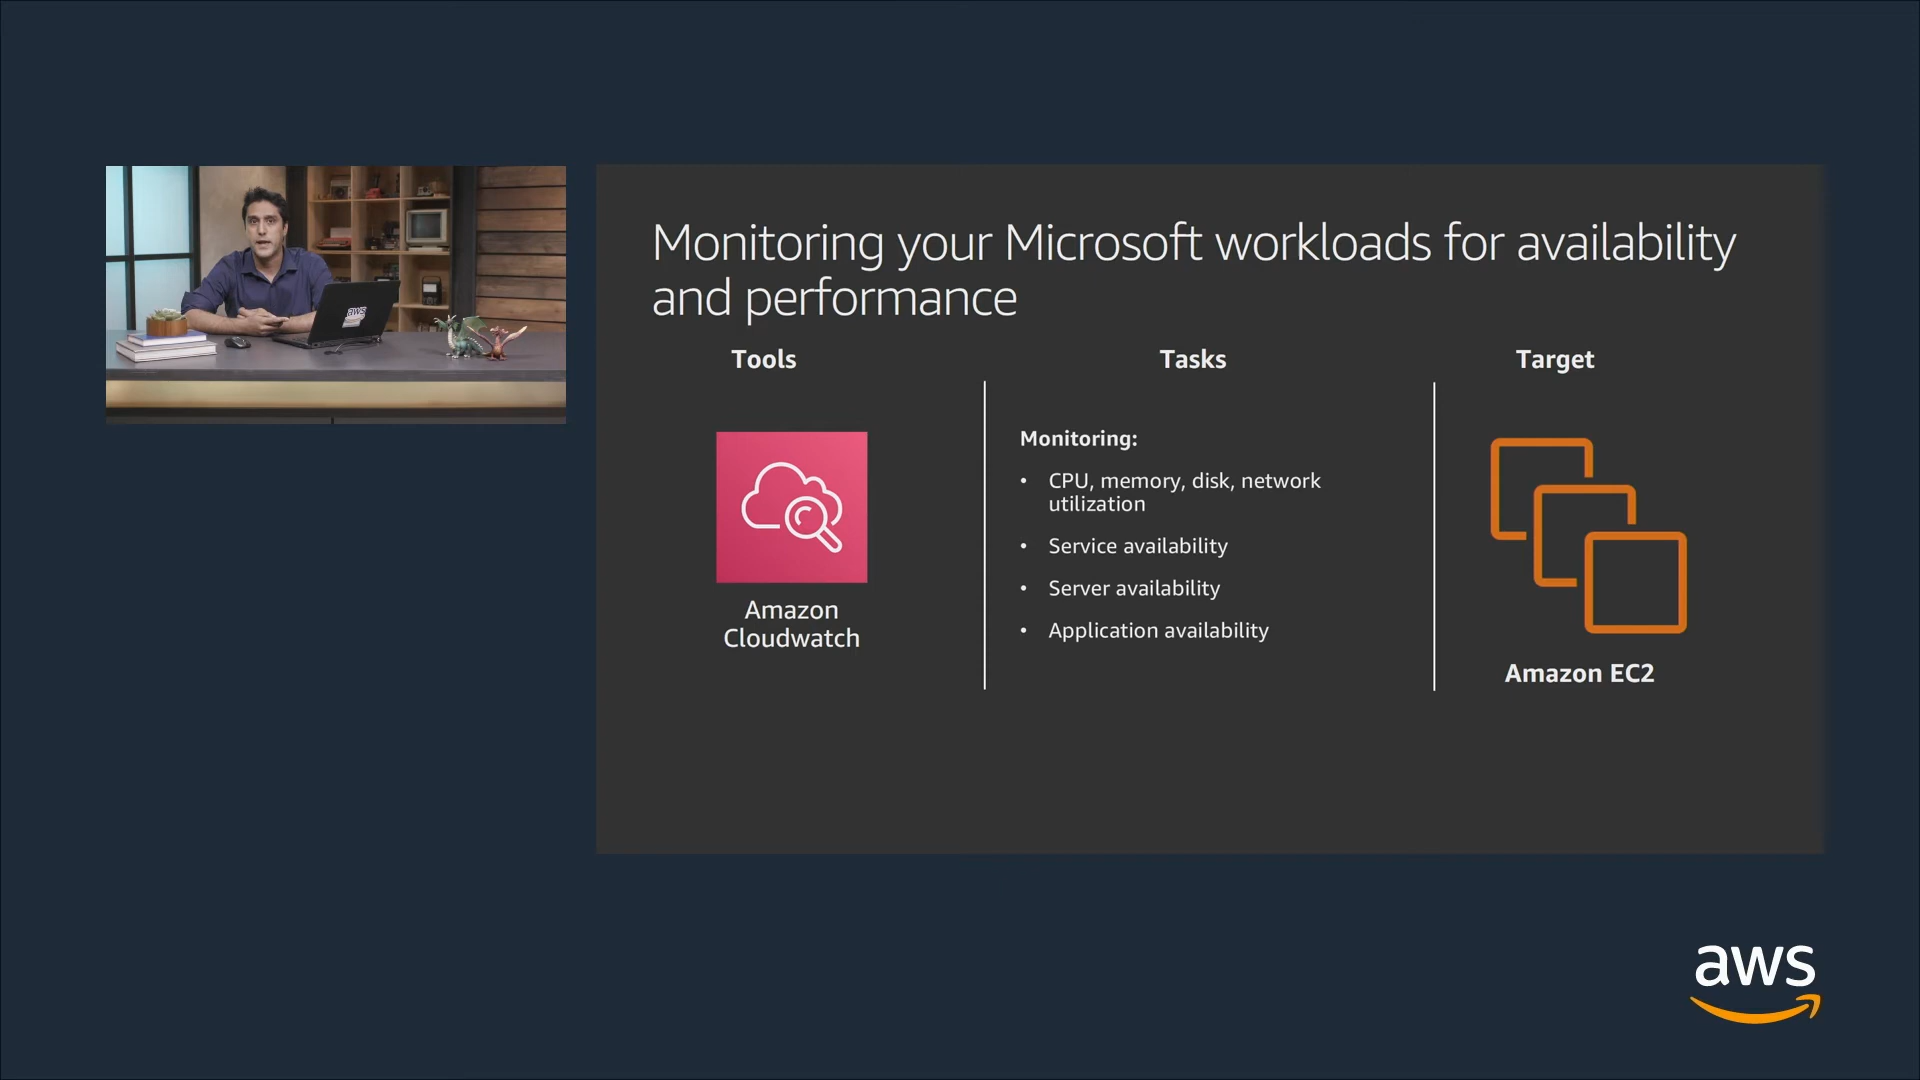 Monitoring your Microsoft workloads for availability
and performance
Tools
Tasks
Target
Amazon
Cloudwatch
Monitoring:
• CPU, memory, disk, network
utilization
• Service availability
• Server availability
• Application availability
Amazon EC2
aws
aws